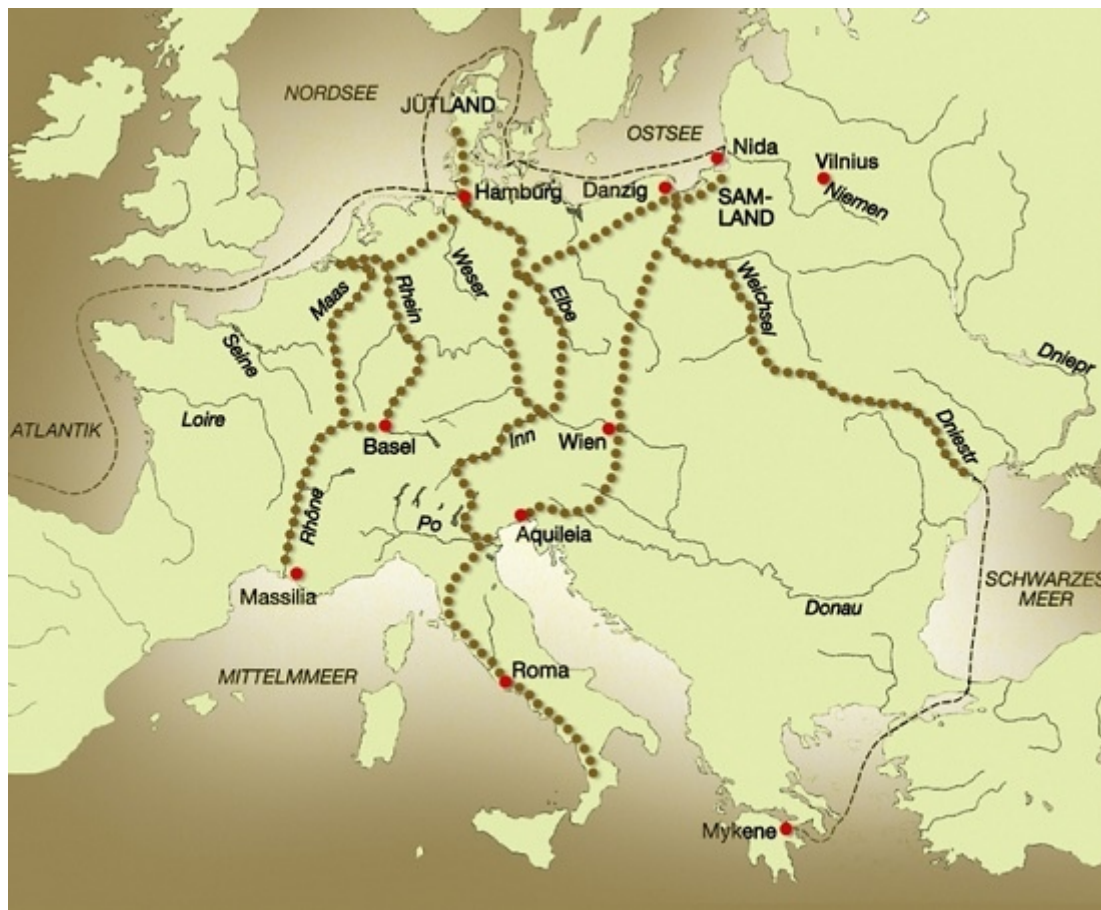 NORDSEE
JÜTLAND
OSTSEE
Nida
Vilnius
Hamburg
Danzig
Niemen
SAM-
LAND
Weser
Weichsel
Maas
Rhein
Elbe
Seine
Dniepr
Loire
ATLANTIK
Basel
Inn
Wien
Dniestr
Rhône
Po
Aquileia
Massilia
Donau
SCHWARZES
MEER
MITTELMMEER
Roma
Mykene